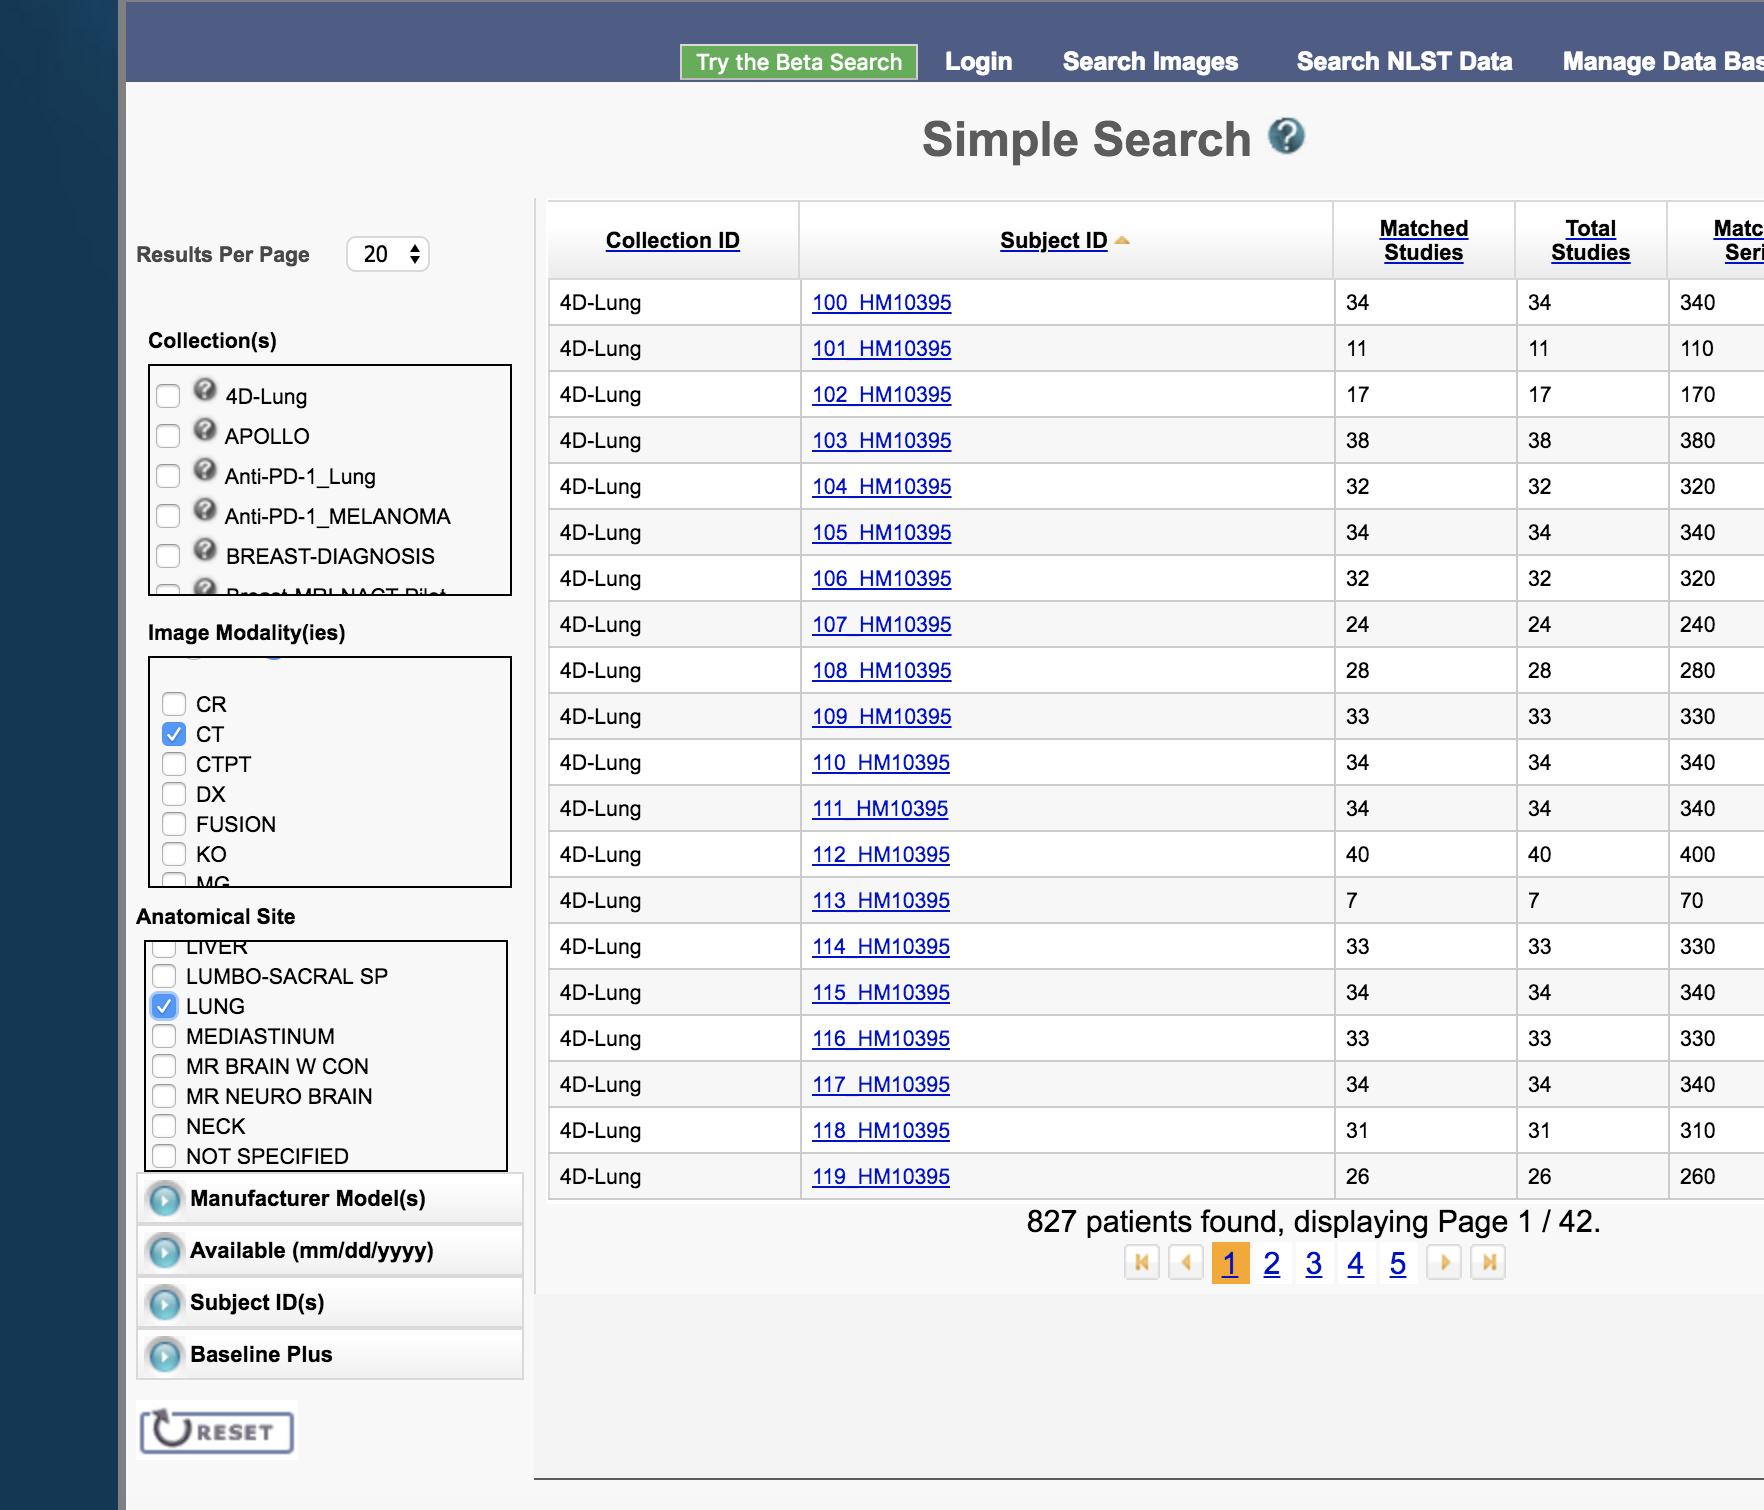 Try the Beta Search Login Search Images Search NLST Data Manage Data Bas
Simple Search
Results Per Page 20
Collection(s)
4D-Lung
APOLLO
Anti-PD-1_Lung
Anti-PD-1_MELANOMA
BREAST-DIAGNOSIS
Image Modality(ies)
CR
CT
CTPT
DX
FUSION
KO
MG
Anatomical Site
LIVER
LUMBO-SACRAL SP
LUNG
MEDIASTINUM
MR BRAIN W CON
MR NEURO BRAIN
NECK
NOT SPECIFIED
Manufacturer Model(s)
Available (mm/dd/yyyy)
Subject ID(s)
Baseline Plus
RESET
Collection ID Subject ID Matched Studies Total Studies Matc Seri
4D-Lung 100_HM10395 34 34 340
4D-Lung 101_HM10395 11 11 110
4D-Lung 102_HM10395 17 17 170
4D-Lung 103_HM10395 38 38 380
4D-Lung 104_HM10395 32 32 320
4D-Lung 105_HM10395 34 34 340
4D-Lung 106_HM10395 32 32 320
4D-Lung 107_HM10395 24 24 240
4D-Lung 108_HM10395 28 28 280
4D-Lung 109_HM10395 33 33 330
4D-Lung 110_HM10395 34 34 340
4D-Lung 111_HM10395 34 34 340
4D-Lung 112_HM10395 40 40 400
4D-Lung 113_HM10395 7 7 70
4D-Lung 114_HM10395 33 33 330
4D-Lung 115_HM10395 34 34 340
4D-Lung 116_HM10395 33 33 330
4D-Lung 117_HM10395 34 34 340
4D-Lung 118_HM10395 31 31 310
4D-Lung 119_HM10395 26 26 260
827 patients found, displaying Page 1 / 42.
1 2 3 4 5